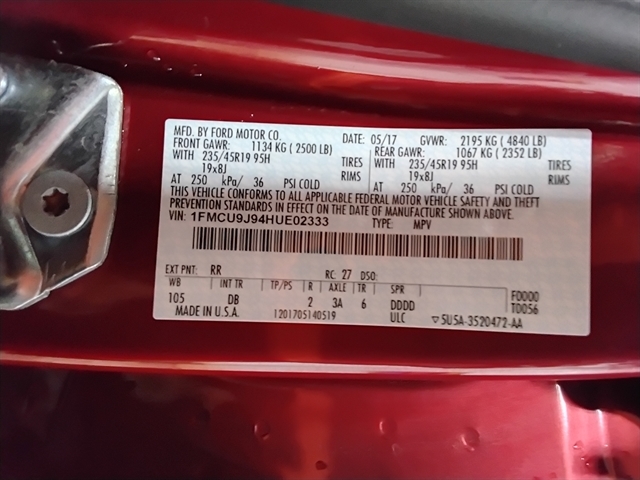 MFD. BY FORD MOTOR CO. DATE: 05/17 GVWR: 2195 KG ( 4840 LB)
FRONT GAWR: 1134 KG ( 2500 LB) REAR GAWR: 1067 KG ( 2352 LB)
WITH 235/45R19 95H TIRES WITH 235/45R19 95H TIRES
19x8J RIMS 19x8J RIMS
AT 250 kPa/ 36 PSI COLD AT 250 kPa/ 36 PSI COLD
THIS VEHICLE CONFORMS TO ALL APPLICABLE FEDERAL MOTOR VEHICLE SAFETY AND THEFT
PREVENTION STANDARDS IN EFFECT ON THE DATE OF MANUFACTURE SHOWN ABOVE.
VIN: 1FMCU9J94HUE02333 TYPE: MPV
EXT PNT: RR RC: 27 DSO:
WB INT TR TP/PS R AXLE TR SPR FD000
105 DB 2 3A 6 DDDD TD056
MADE IN U.S.A. 1201705140519 ULC ▽5U5A-3520472-AA